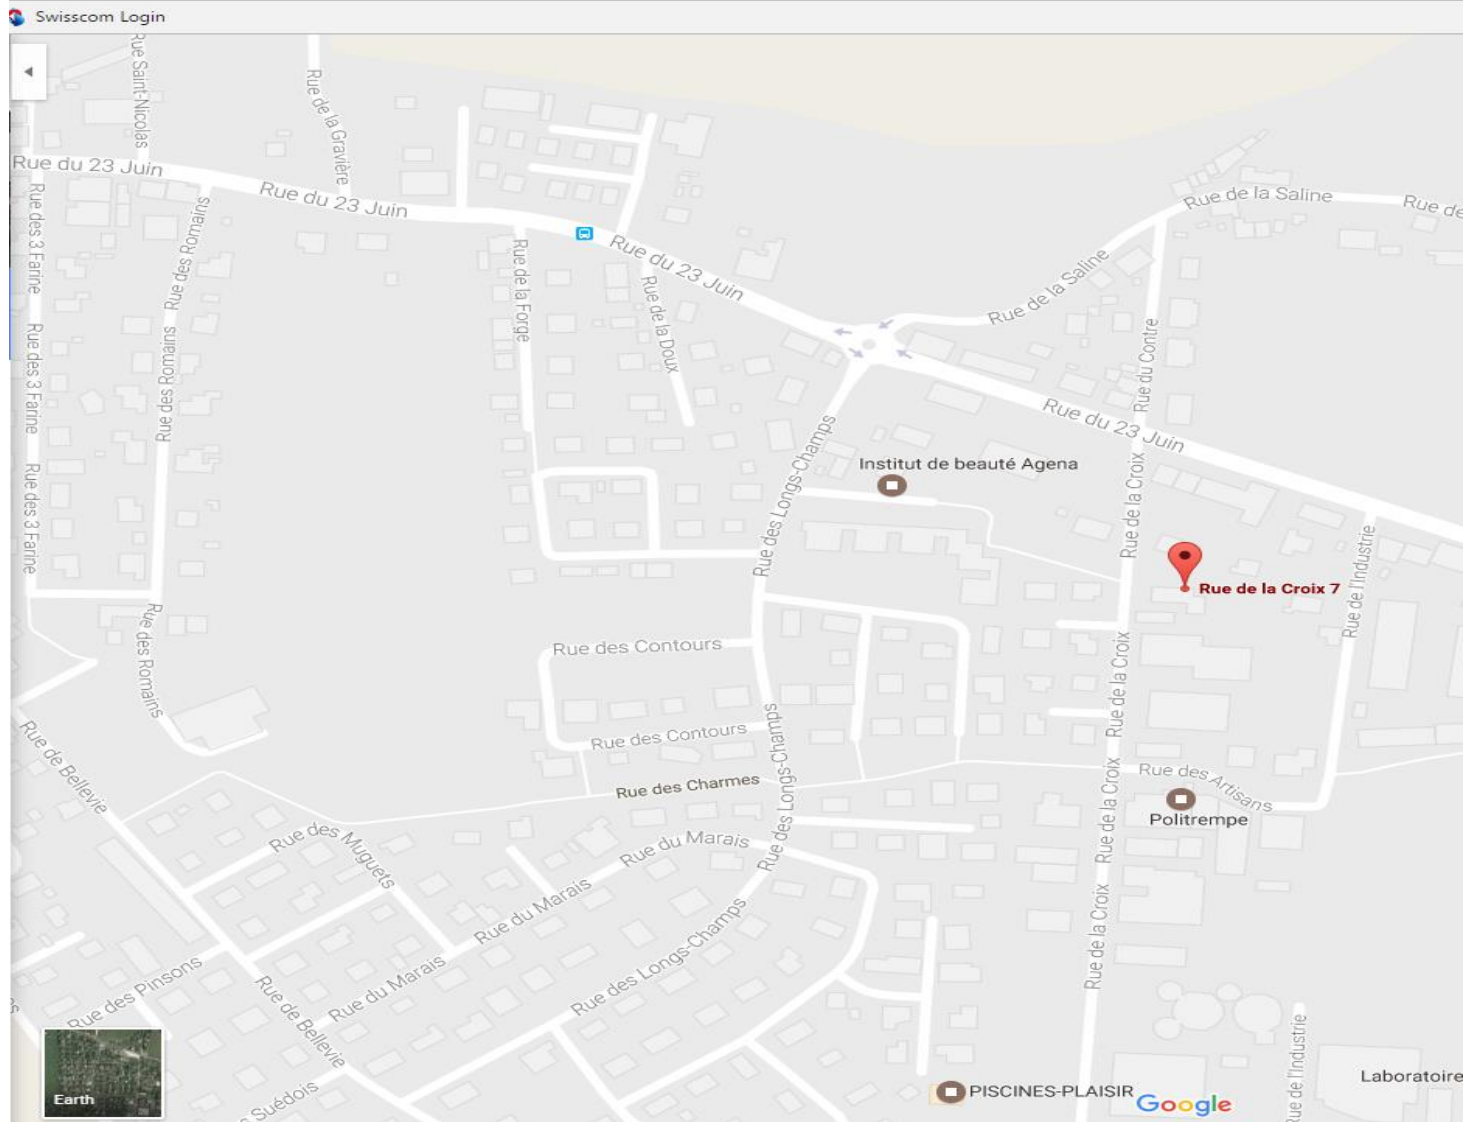 Swisscom Login
Rue Saint-Nicolas
Rue de la Gravière
Rue du 23 Juin
Rue du 23 Juin
Rue de la Saline
Rue de
Rue des 3 Farine
Rue des Romains
Rue de la Forge
Rue du 23 Juin
Rue de la Doux
Rue de la Saline
Rue du Contre
Rue des 3 Farine
Rue des Romains
Rue du 23 Juin
Rue des Longs-Champs
Institut de beauté Agena
Rue de la Croix
Rue des 3 Farine
Rue de la Croix 7
Rue de l'Industrie
Rue des Romains
Rue des Contours
Rue de la Croix
Rue des Contours
Rue des Longs-Champs
Rue de Bellevie
Rue des Charmes
Rue des Artisans
Politrempe
Rue de la Croix
Rue des Muguets
Rue du Marais
Rue du Marais
Rue des Longs-Champs
Rue de la Croix
Rue des Pinsons
Rue du Marais
Rue de Bellevie
Suédois
Earth
PISCINES-PLAISIR
Google
ue de l'Industrie
Laboratoire